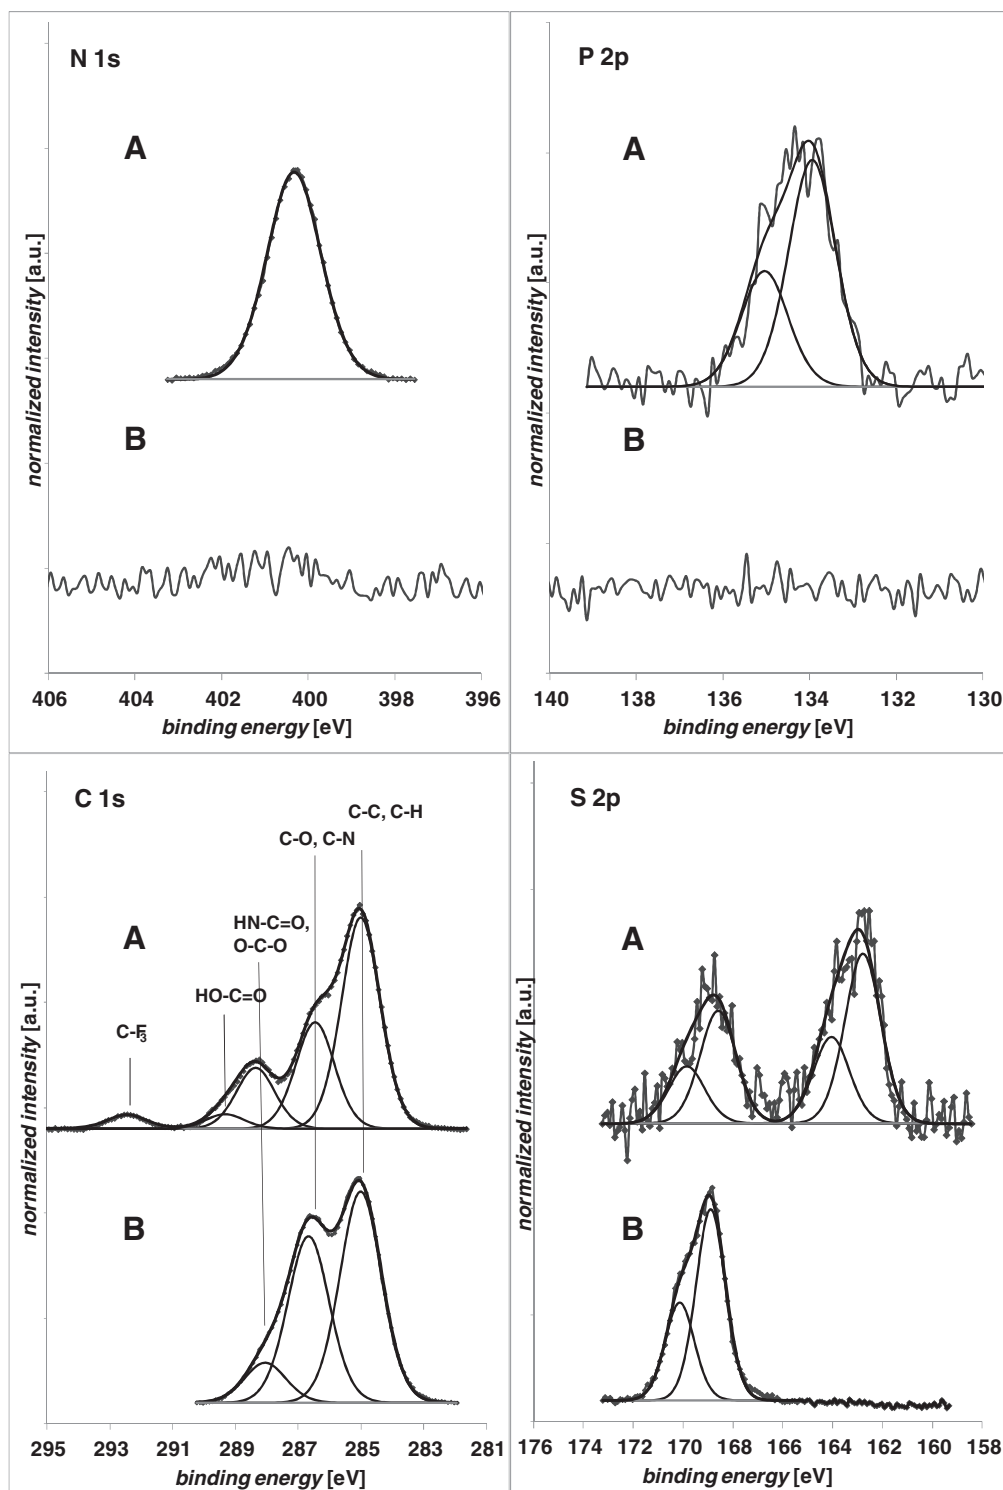 N 1s
A
B
normalized intensity [a.u.]
406 404 402 400 398 396
binding energy [eV]
P 2p
A
B
normalized intensity [a.u.]
140 138 136 134 132 130
binding energy [eV]
C 1s
C-C, C-H
C-O, C-N
HN-C=O,
O-C-O
HO-C=O
C-F3
A
B
normalized intensity [a.u.]
295 293 291 289 287 285 283 281
binding energy [eV]
S 2p
A
B
normalized intensity [a.u.]
176 174 172 170 168 166 164 162 160 158
binding energy [eV]